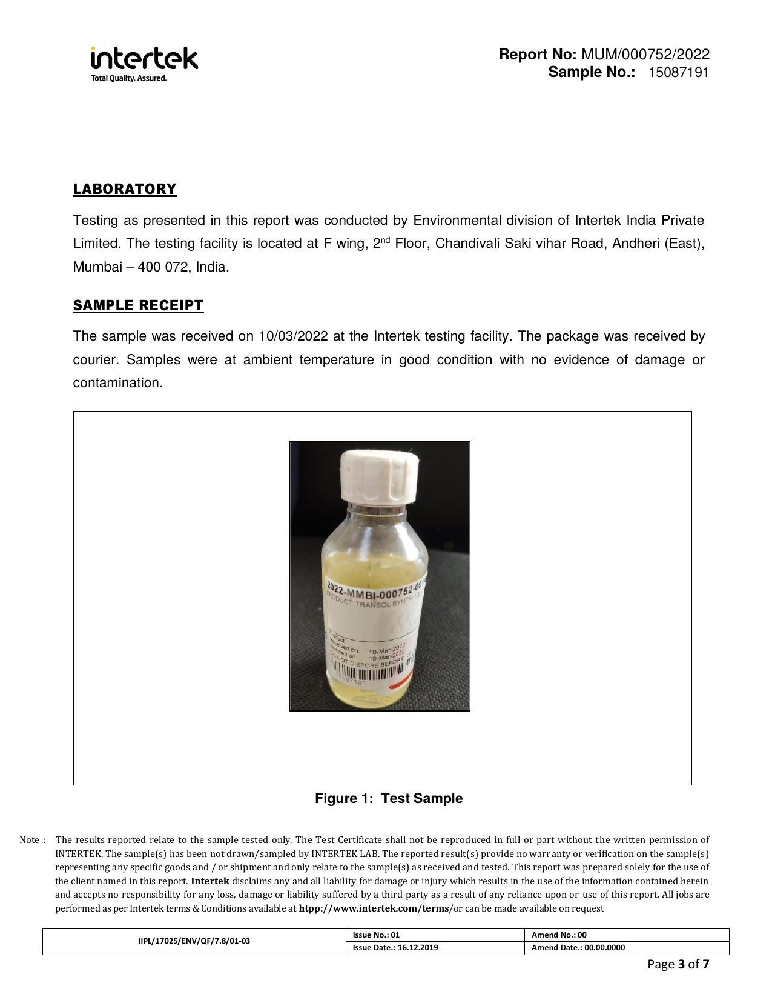 intertek
Total Quality. Assured.
Report No: MUM/000752/2022
Sample No.: 15087191
LABORATORY
Testing as presented in this report was conducted by Environmental division of Intertek India Private
Limited. The testing facility is located at F wing, 2nd Floor, Chandivali Saki vihar Road, Andheri (East),
Mumbai – 400 072, India.
SAMPLE RECEIPT
The sample was received on 10/03/2022 at the Intertek testing facility. The package was received by
courier. Samples were at ambient temperature in good condition with no evidence of damage or
contamination.
2022-MMBI-000752-001
PRODUCT TRANSOL SYNTH 100
Product:
Received on: 10-Mar-2022
Sampled on: 10-Mar-2022
DO NOT DISPOSE BEFORE
15087191
Figure 1: Test Sample
Note : The results reported relate to the sample tested only. The Test Certificate shall not be reproduced in full or part without the written permission of
INTERTEK. The sample(s) has been not drawn/sampled by INTERTEK LAB. The reported result(s) provide no warranty or verification on the sample(s)
representing any specific goods and / or shipment and only relate to the sample(s) as received and tested. This report was prepared solely for the use of
the client named in this report. Intertek disclaims any and all liability for damage or injury which results in the use of the information contained herein
and accepts no responsibility for any loss, damage or liability suffered by a third party as a result of any reliance upon or use of this report. All jobs are
performed as per Intertek terms & Conditions available at htpp://www.intertek.com/terms/or can be made available on request
IIPL/17025/ENV/QF/7.8/01-03
Issue No.: 01
Amend No.: 00
Issue Date.: 16.12.2019
Amend Date.: 00.00.0000
Page 3 of 7